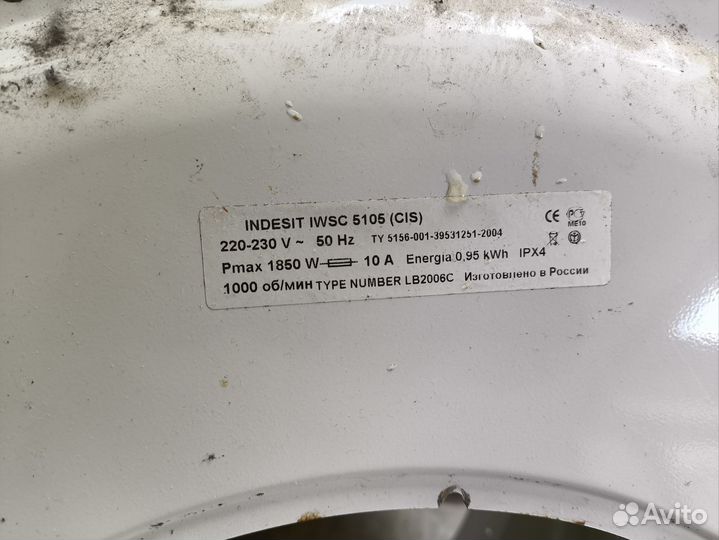 INDESIT IWSC 5105 (CIS)
220-230 V ~ 50 Hz TY 5156-001-39531251-2004
Pmax 1850 W 10 A Energia 0,95 kWh IPX4
1000 об/мин TYPE NUMBER LB2006C Изготовлено в России
CE
ME10
Avito